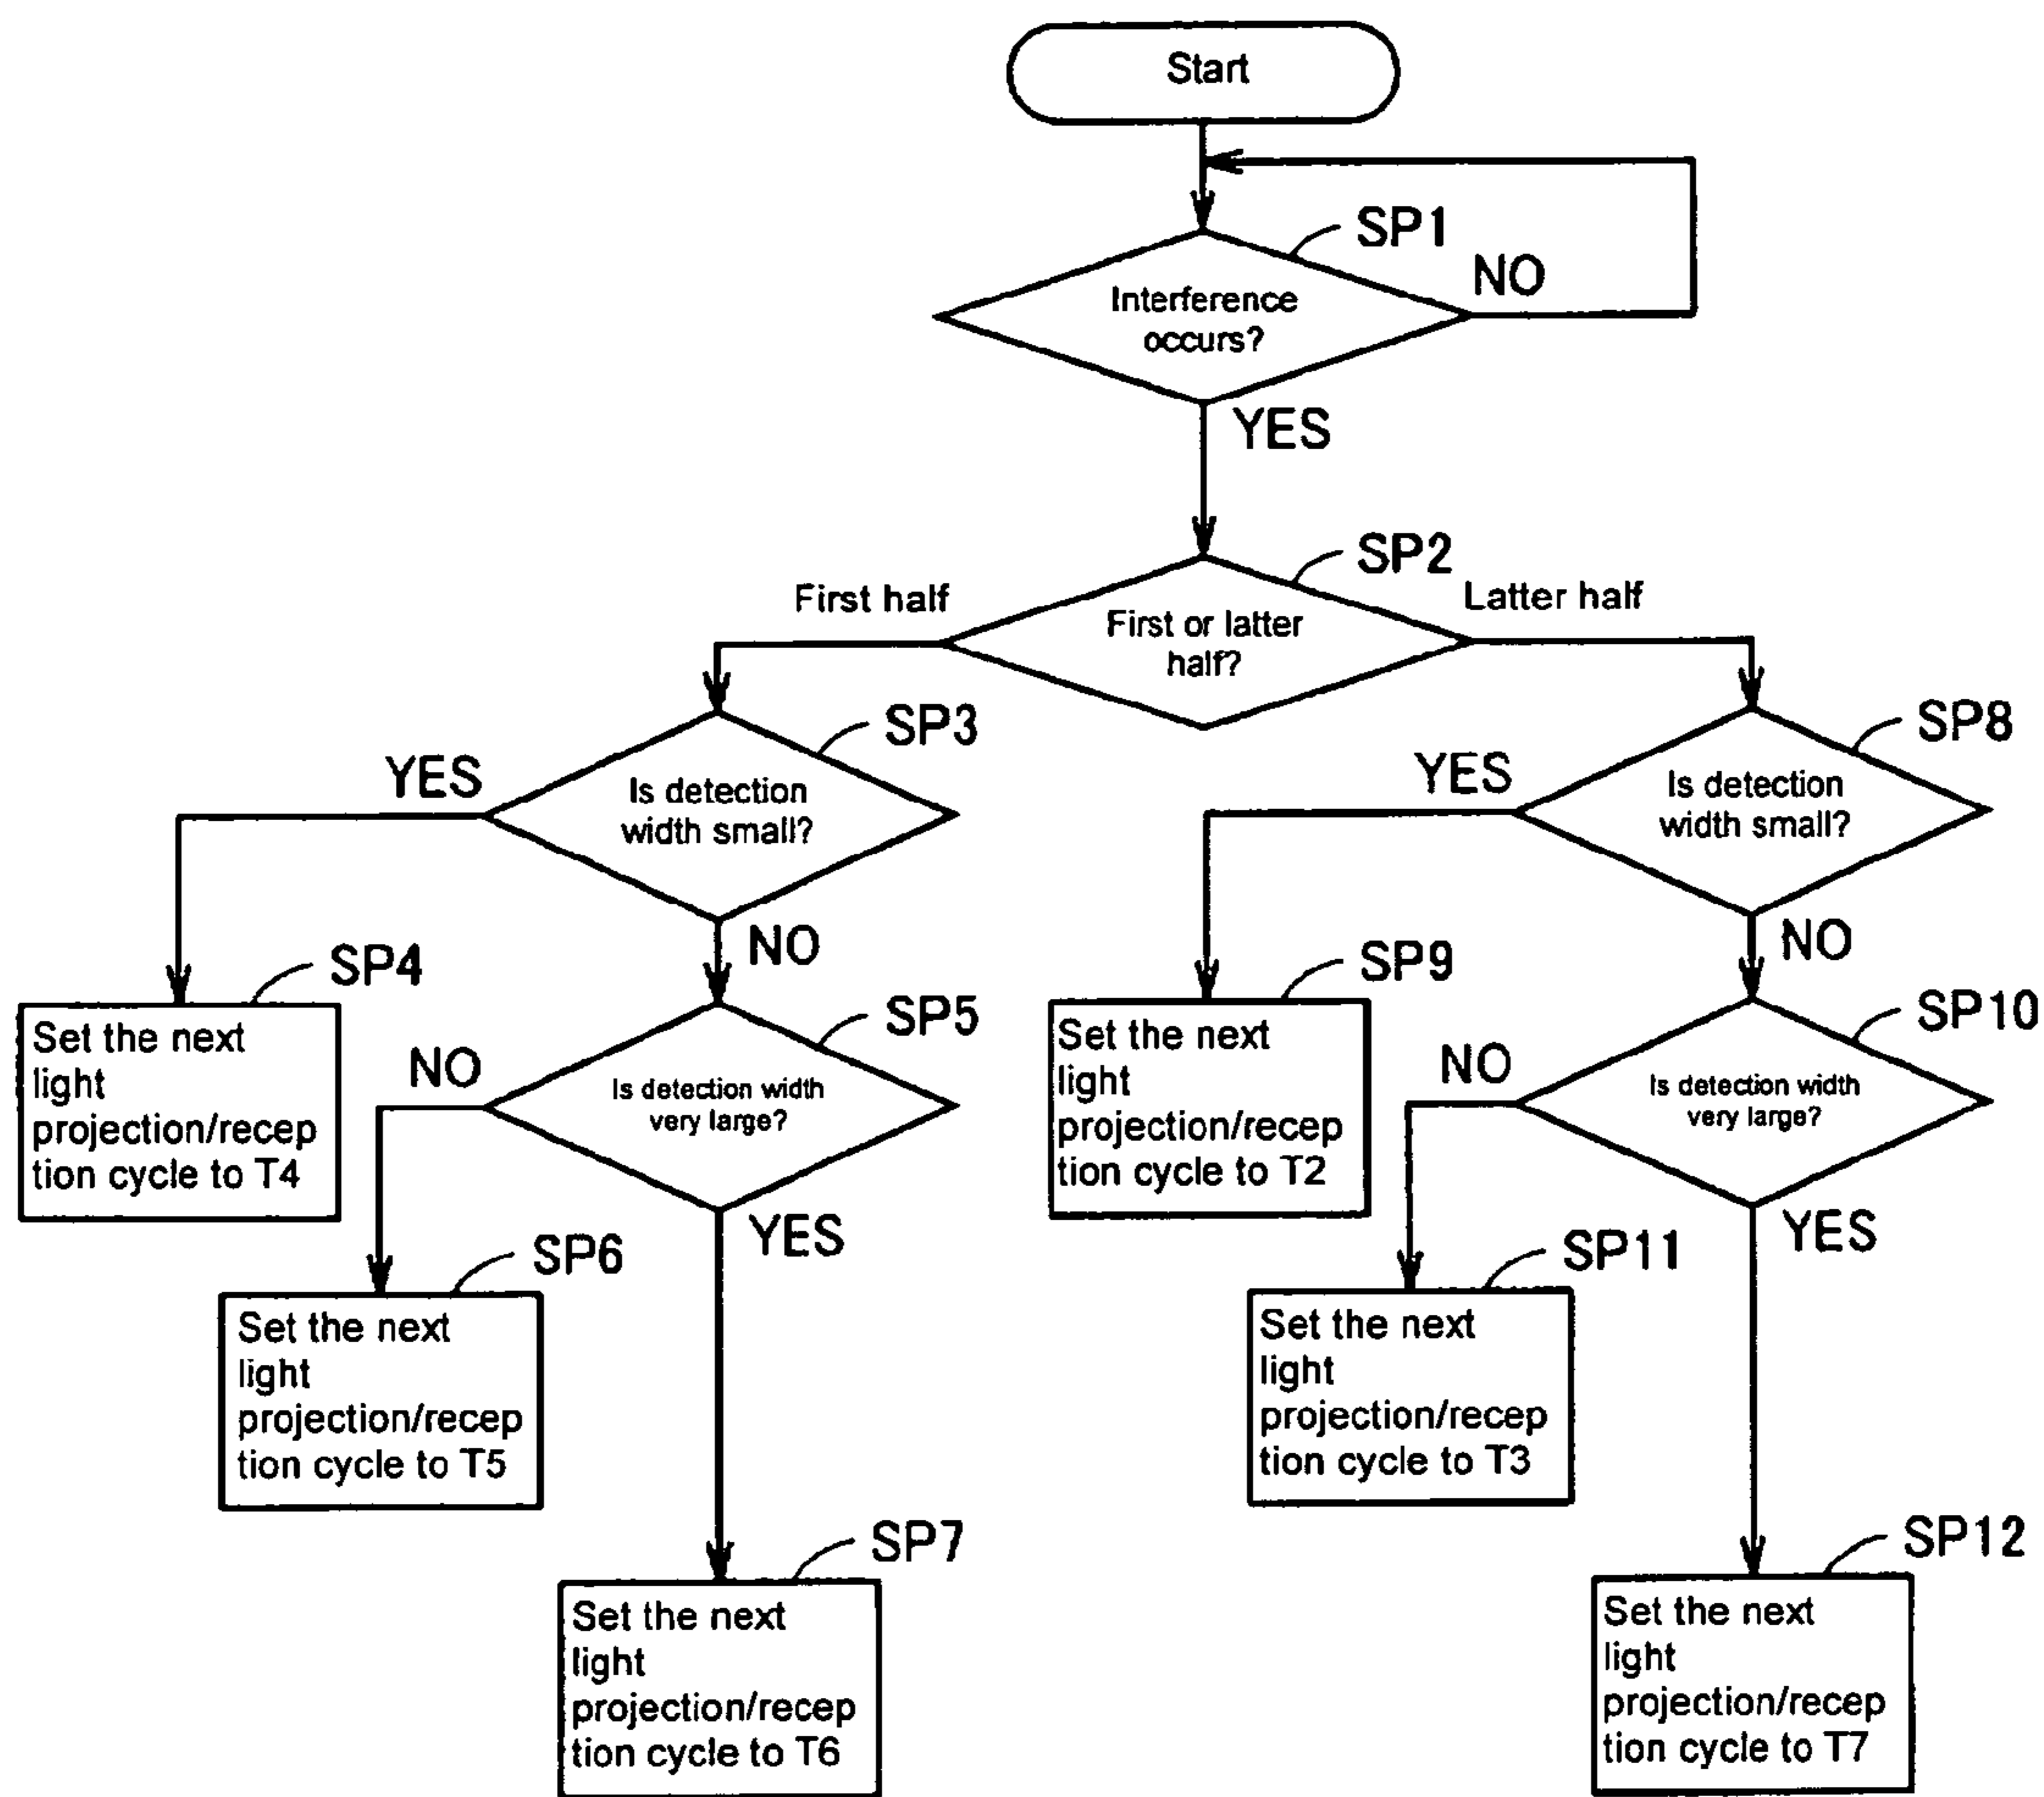 Start
SP1
NO
Interference
occurs?
YES
SP2
First half
Latter half
First or latter
half?
SP3
SP8
YES
Is detection
width small?
YES
Is detection
width small?
NO
NO
SP4
SP9
SP5
SP10
Set the next
light
projection/recep
tion cycle to T4
NO
Is detection width
very large?
Set the next
light
projection/recep
tion cycle to T2
NO
Is detection width
very large?
YES
YES
SP6
SP11
Set the next
light
projection/recep
tion cycle to T5
Set the next
light
projection/recep
tion cycle to T3
SP7
SP12
Set the next
light
projection/recep
tion cycle to T6
Set the next
light
projection/recep
tion cycle to T7